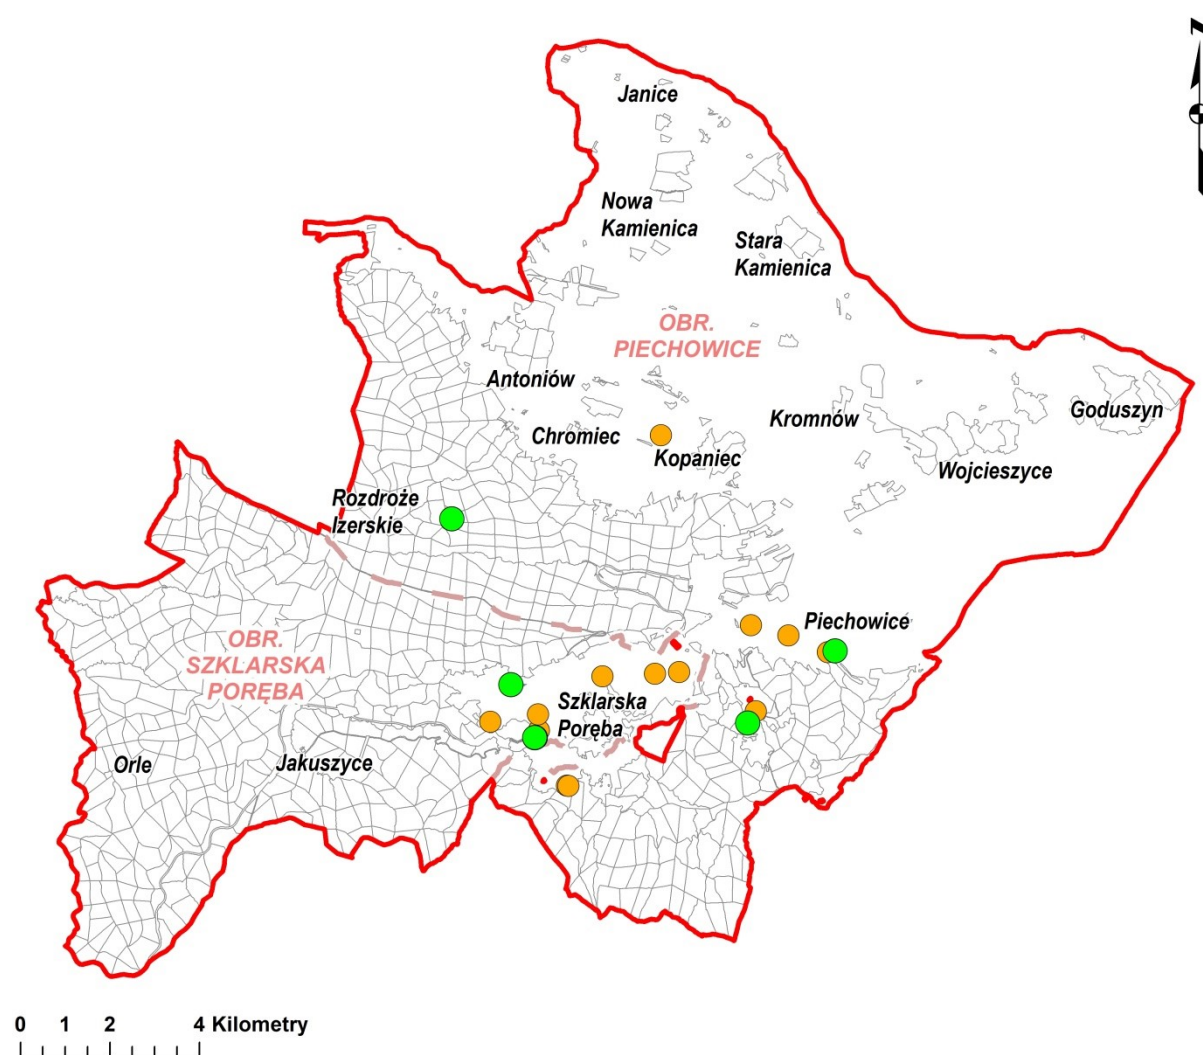 Janice
Nowa
Kamienica
Stara
Kamienica
OBR.
PIECHOWICE
Antoniów
Chromiec
Kopaniec
Kromnów
Goduszyn
Wojcieszyce
Rozdroże
Izerskie
OBR.
SZKLARSKA
PORĘBA
Piechowice
Szklarska
Poręba
Orle
Jakuszyce
0 1 2 4 Kilometry